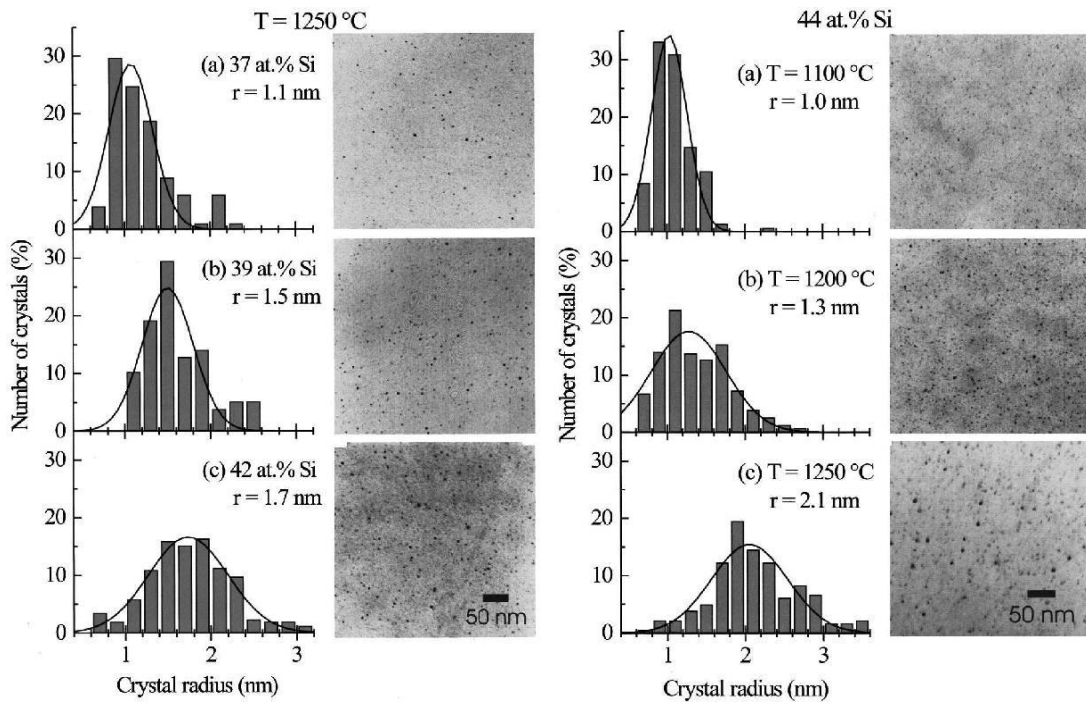 T = 1250 °C
(a) 37 at.% Si
r = 1.1 nm
30
20
10
0
(b) 39 at.% Si
r = 1.5 nm
30
20
10
0
(c) 42 at.% Si
r = 1.7 nm
30
20
10
0
Number of crystals (%)
1 2 3
Crystal radius (nm)
50 nm
44 at.% Si
(a) T = 1100 °C
r = 1.0 nm
30
20
10
0
(b) T = 1200 °C
r = 1.3 nm
30
20
10
0
(c) T = 1250 °C
r = 2.1 nm
30
20
10
0
Number of crystals (%)
1 2 3
Crystal radius (nm)
50 nm